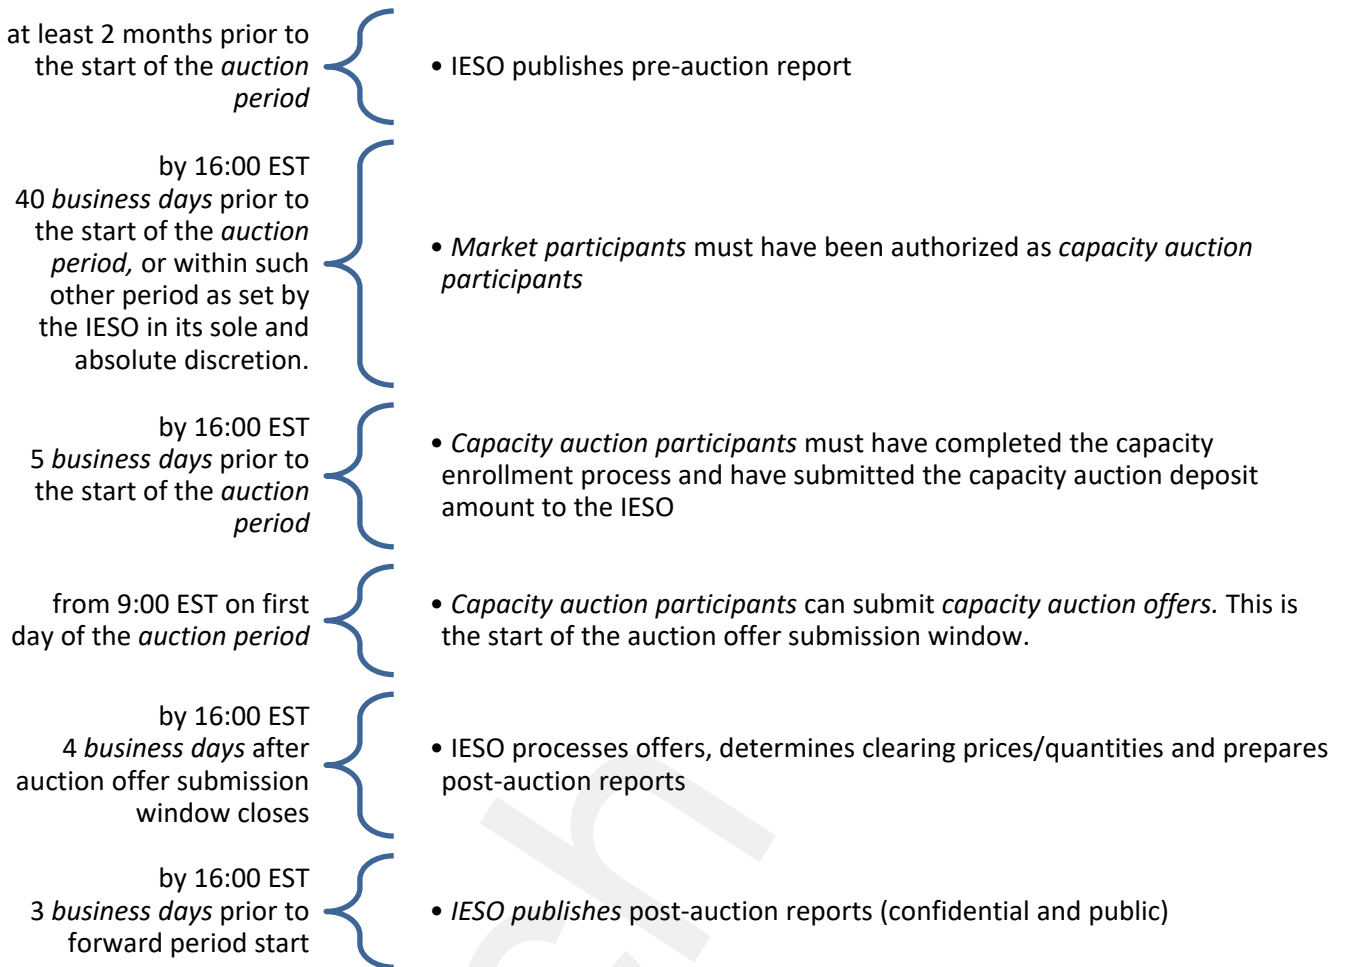 at least 2 months prior to
the start of the auction
period
• IESO publishes pre-auction report
by 16:00 EST
40 business days prior to
the start of the auction
period, or within such
other period as set by
the IESO in its sole and
absolute discretion.
• Market participants must have been authorized as capacity auction
participants
by 16:00 EST
5 business days prior to
the start of the auction
period
• Capacity auction participants must have completed the capacity
enrollment process and have submitted the capacity auction deposit
amount to the IESO
from 9:00 EST on first
day of the auction period
• Capacity auction participants can submit capacity auction offers. This is
the start of the auction offer submission window.
by 16:00 EST
4 business days after
auction offer submission
window closes
• IESO processes offers, determines clearing prices/quantities and prepares
post-auction reports
by 16:00 EST
3 business days prior to
forward period start
• IESO publishes post-auction reports (confidential and public)